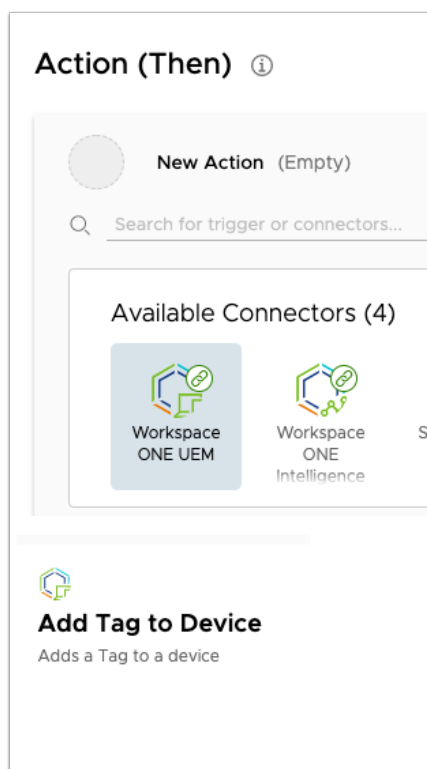 Action (Then)
New Action (Empty)
Search for trigger or connectors...
Available Connectors (4)
Workspace
ONE UEM
Workspace
ONE
Intelligence
S
Add Tag to Device
Adds a Tag to a device